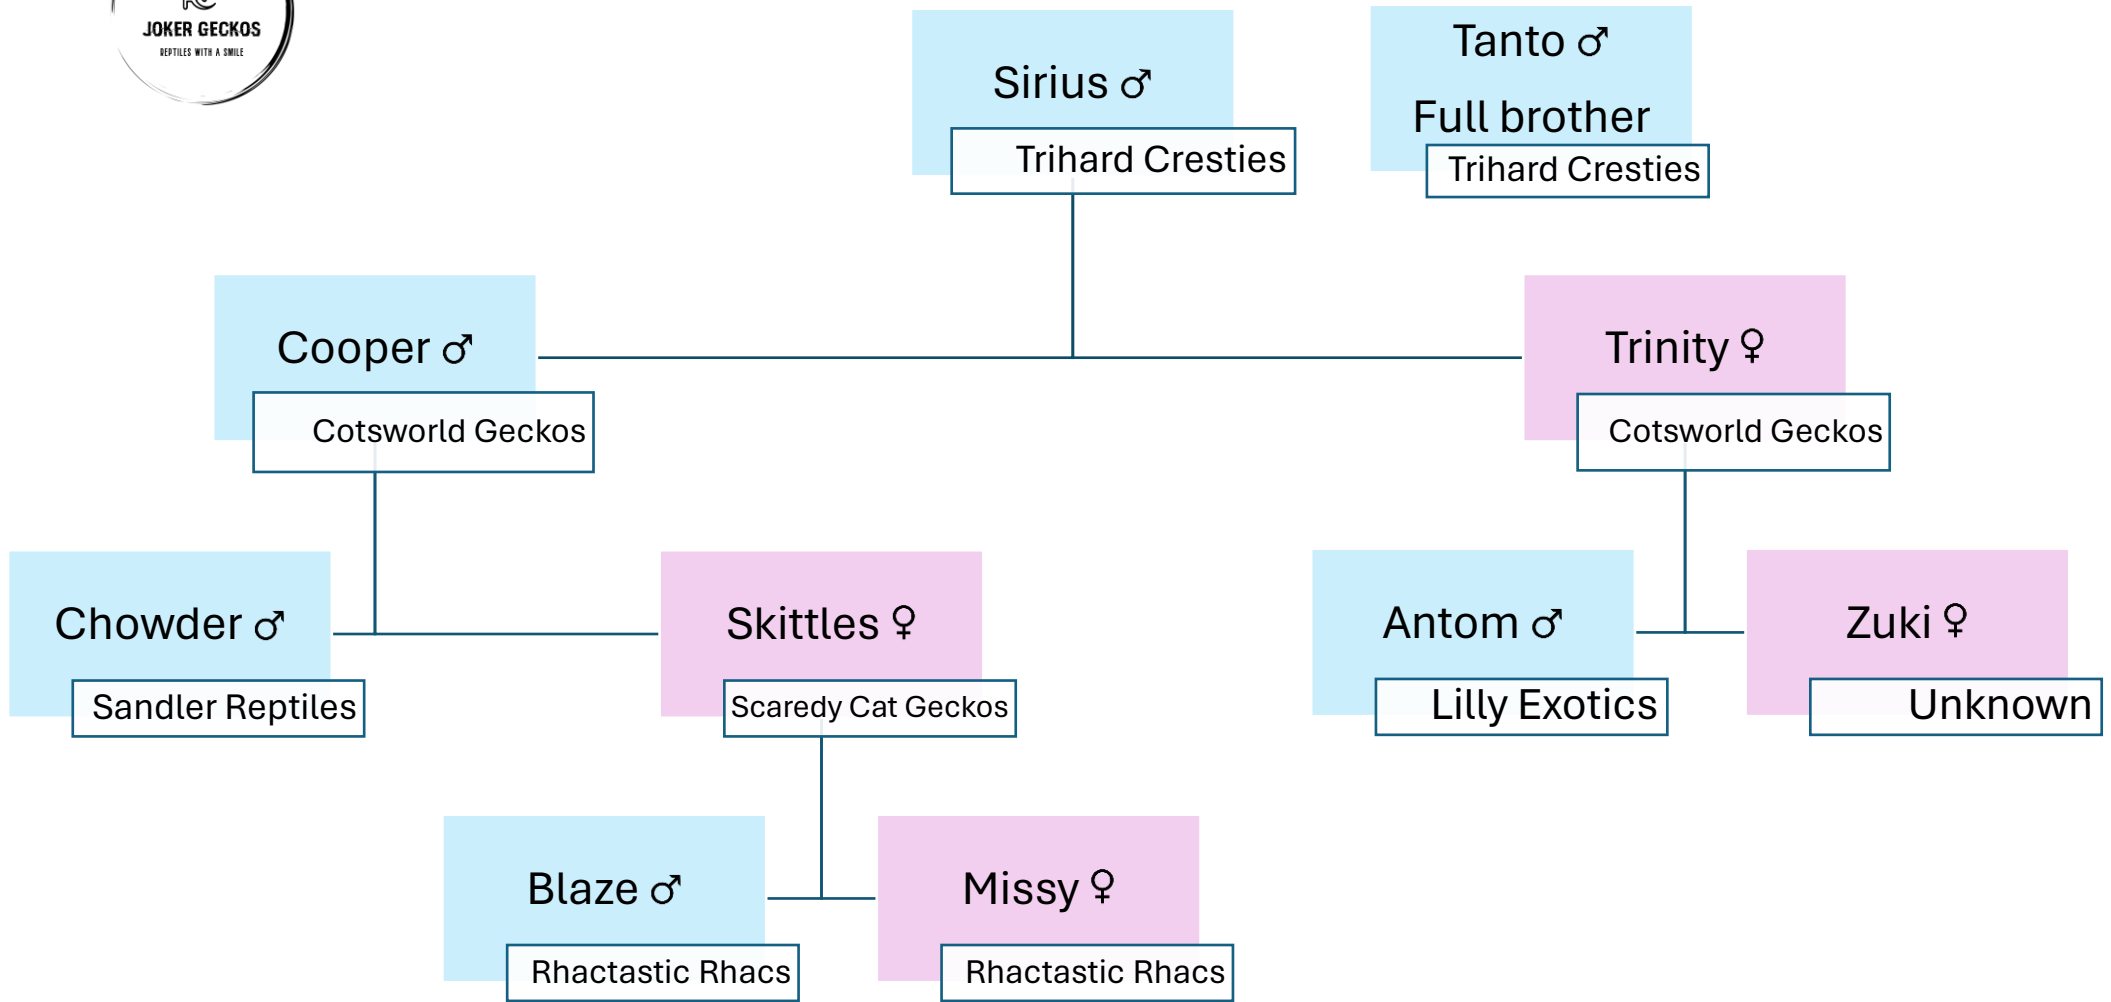 JOKER GECKOS
REPTILES WITH A SMILE
Sirius ♂
Trihard Cresties
Tanto ♂
Full brother
Trihard Cresties
Cooper ♂
Cotsworld Geckos
Trinity ♀
Cotsworld Geckos
Chowder ♂
Sandler Reptiles
Skittles ♀
Scaredy Cat Geckos
Antom ♂
Lilly Exotics
Zuki ♀
Unknown
Blaze ♂
Rhactastic Rhacs
Missy ♀
Rhactastic Rhacs